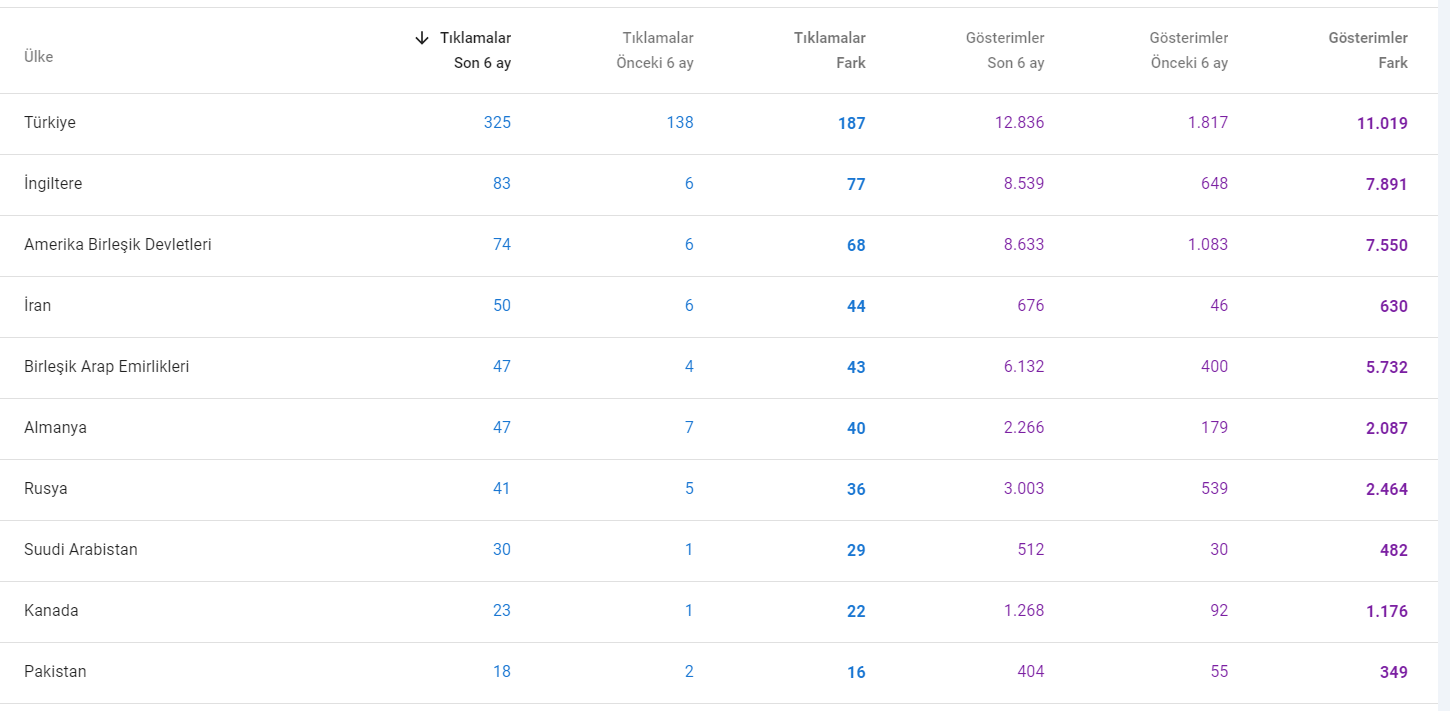 Ülke ↓ Tıklamalar Son 6 ay Tıklamalar Önceki 6 ay Tıklamalar Fark Gösterimler Son 6 ay Gösterimler Önceki 6 ay Gösterimler Fark
Türkiye 325 138 187 12.836 1.817 11.019
İngiltere 83 6 77 8.539 648 7.891
Amerika Birleşik Devletleri 74 6 68 8.633 1.083 7.550
İran 50 6 44 676 46 630
Birleşik Arap Emirlikleri 47 4 43 6.132 400 5.732
Almanya 47 7 40 2.266 179 2.087
Rusya 41 5 36 3.003 539 2.464
Suudi Arabistan 30 1 29 512 30 482
Kanada 23 1 22 1.268 92 1.176
Pakistan 18 2 16 404 55 349